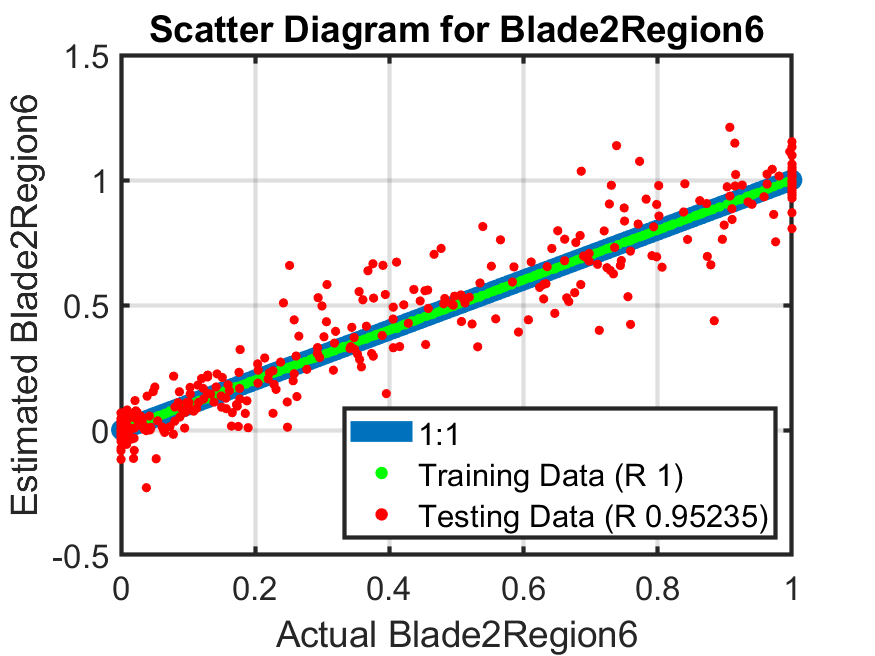 Scatter Diagram for Blade2Region6
1.5
1
0.5
0
-0.5
Estimated Blade2Region6
1:1
Training Data (R 1)
Testing Data (R 0.95235)
0 0.2 0.4 0.6 0.8 1
Actual Blade2Region6